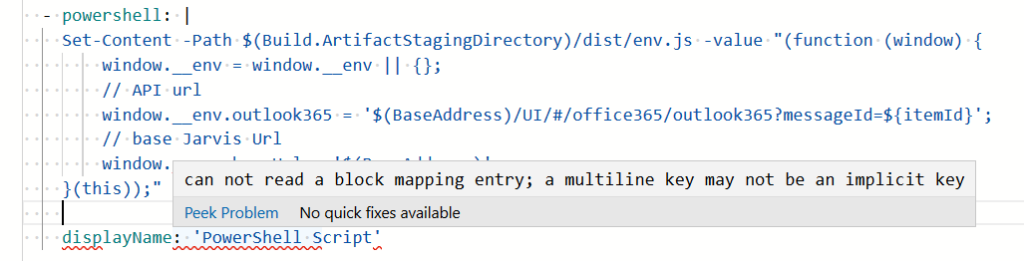 - powershell: |
Set-Content -Path $(Build.ArtifactStagingDirectory)/dist/env.js -value "(function (window) {
window.__env = window.__env || {};
// API url
window.__env.outlook365 = '$(BaseAddress)/UI/#/office365/outlook365?messageId=${itemId}';
// base Jarvis Url
window.
can not read a block mapping entry; a multiline key may not be an implicit key
}(this));"
Peek Problem No quick fixes available
displayName: 'PowerShell Script'